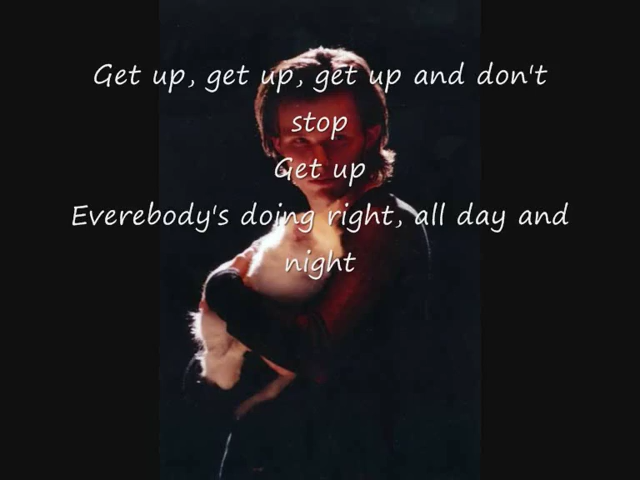 Get up, get up, get up and don't
stop
Get up
Everebody's doing right, all day and
night